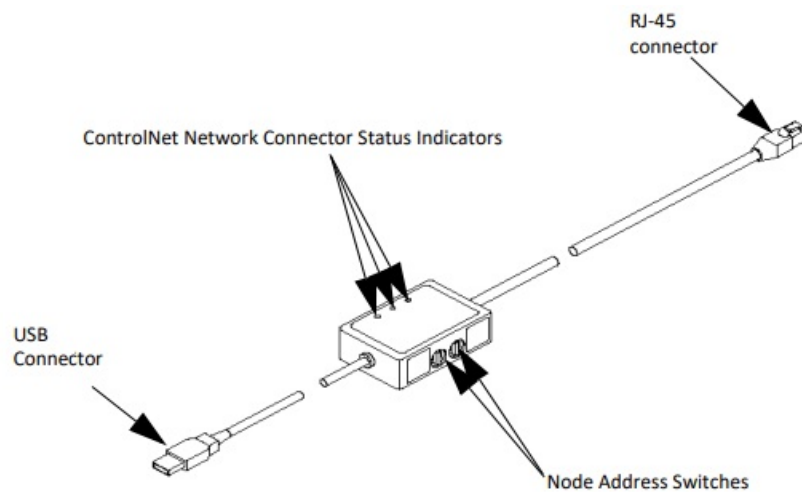 RJ-45
connector
ControlNet Network Connector Status Indicators
USB
Connector
Node Address Switches